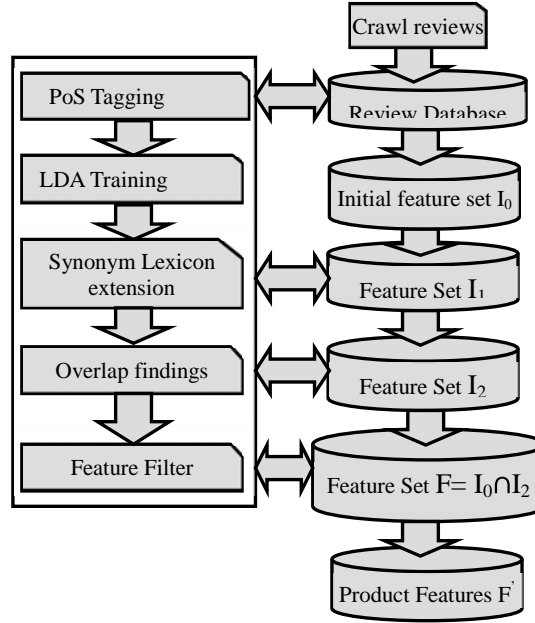 Crawl reviews
PoS Tagging
Review Database
LDA Training
Initial feature set I₀
Synonym Lexicon
extension
Feature Set I₁
Overlap findings
Feature Set I₂
Feature Filter
Feature Set F= I₀∩I₂
Product Features F’